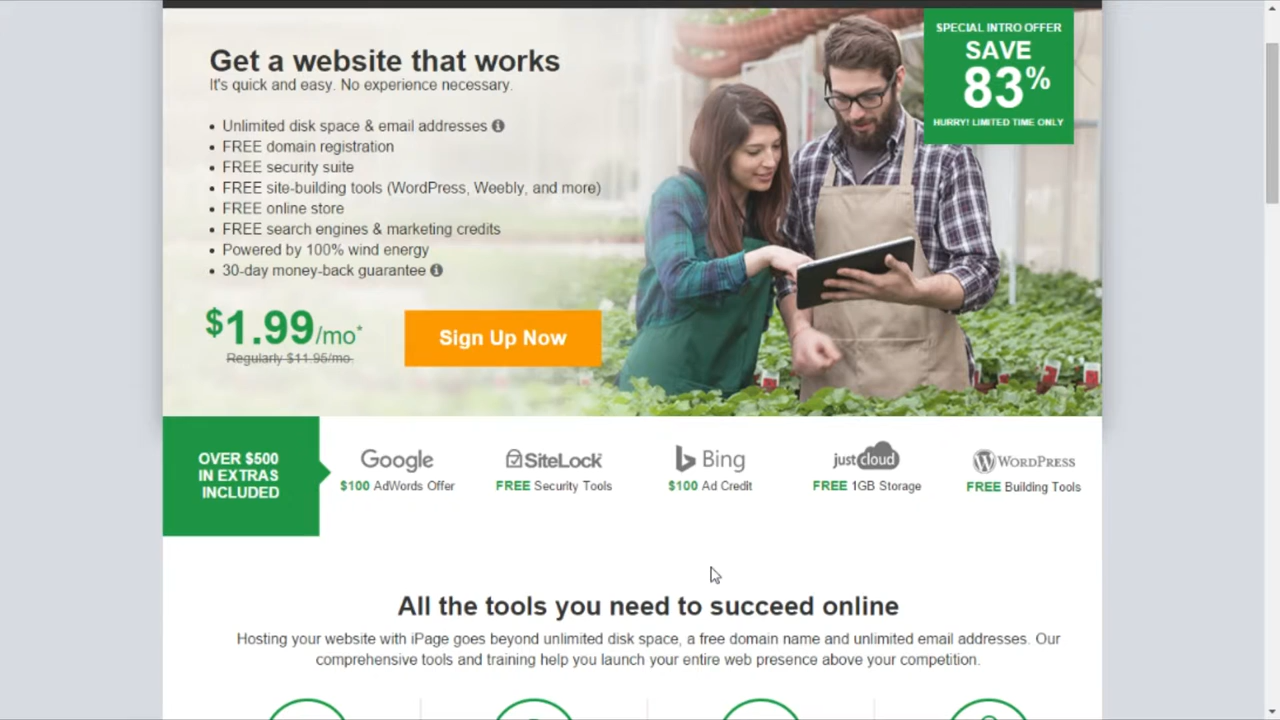 Get a website that works
It's quick and easy. No experience necessary.
• Unlimited disk space & email addresses
• FREE domain registration
• FREE security suite
• FREE site-building tools (WordPress, Weebly, and more)
• FREE online store
• FREE search engines & marketing credits
• Powered by 100% wind energy
• 30-day money-back guarantee
$1.99/mo*
Regularly $11.95/mo.
Sign Up Now
SPECIAL INTRO OFFER
SAVE
83%
HURRY! LIMITED TIME ONLY
OVER $500
IN EXTRAS
INCLUDED
Google
$100 AdWords Offer
SiteLock
FREE Security Tools
Bing
$100 Ad Credit
justcloud
FREE 1GB Storage
WORDPRESS
FREE Building Tools
All the tools you need to succeed online
Hosting your website with iPage goes beyond unlimited disk space, a free domain name and unlimited email addresses. Our
comprehensive tools and training help you launch your entire web presence above your competition.